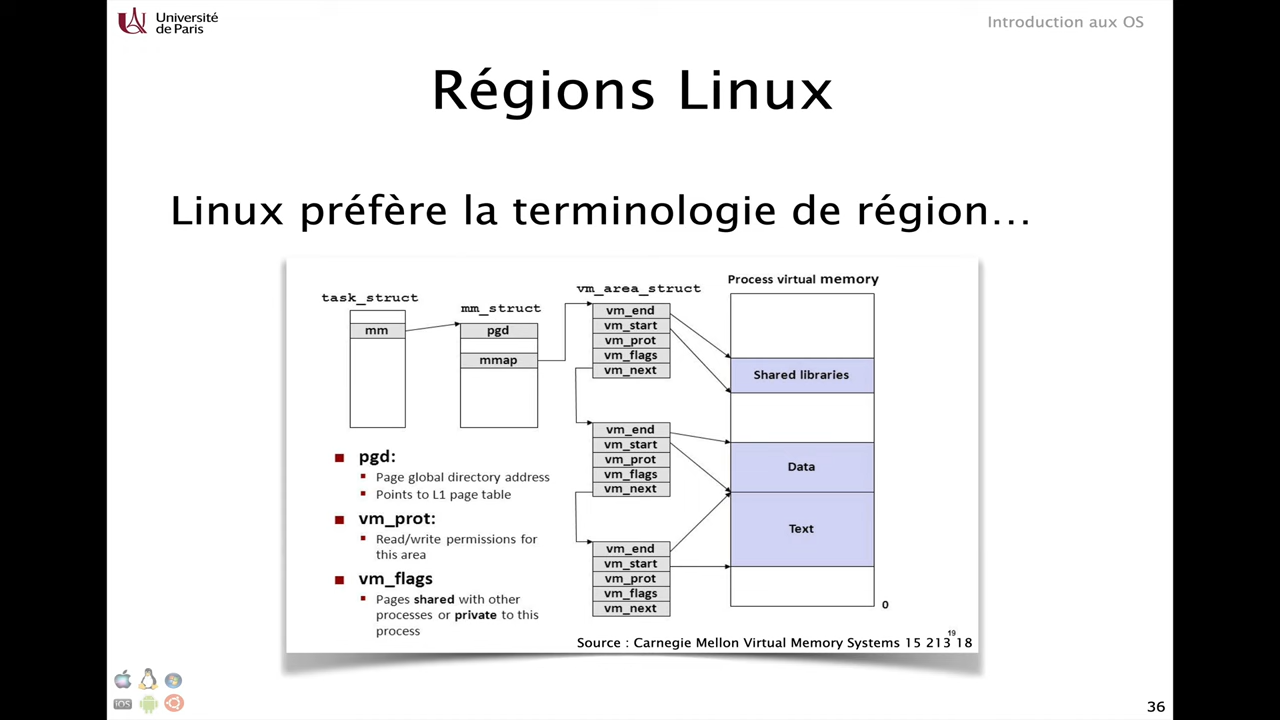 Université
de Paris
Introduction aux OS
Régions Linux
Linux préfère la terminologie de région…
task_struct
mm
mm_struct
pgd
mmap
vm_area_struct
vm_end
vm_start
vm_prot
vm_flags
vm_next
vm_end
vm_start
vm_prot
vm_flags
vm_next
vm_end
vm_start
vm_prot
vm_flags
vm_next
Process virtual memory
Shared libraries
Data
Text
0
pgd:
Page global directory address
Points to L1 page table
vm_prot:
Read/write permissions for
this area
vm_flags
Pages shared with other
processes or private to this
process
19
Source : Carnegie Mellon Virtual Memory Systems 15 213 18
iOS
36